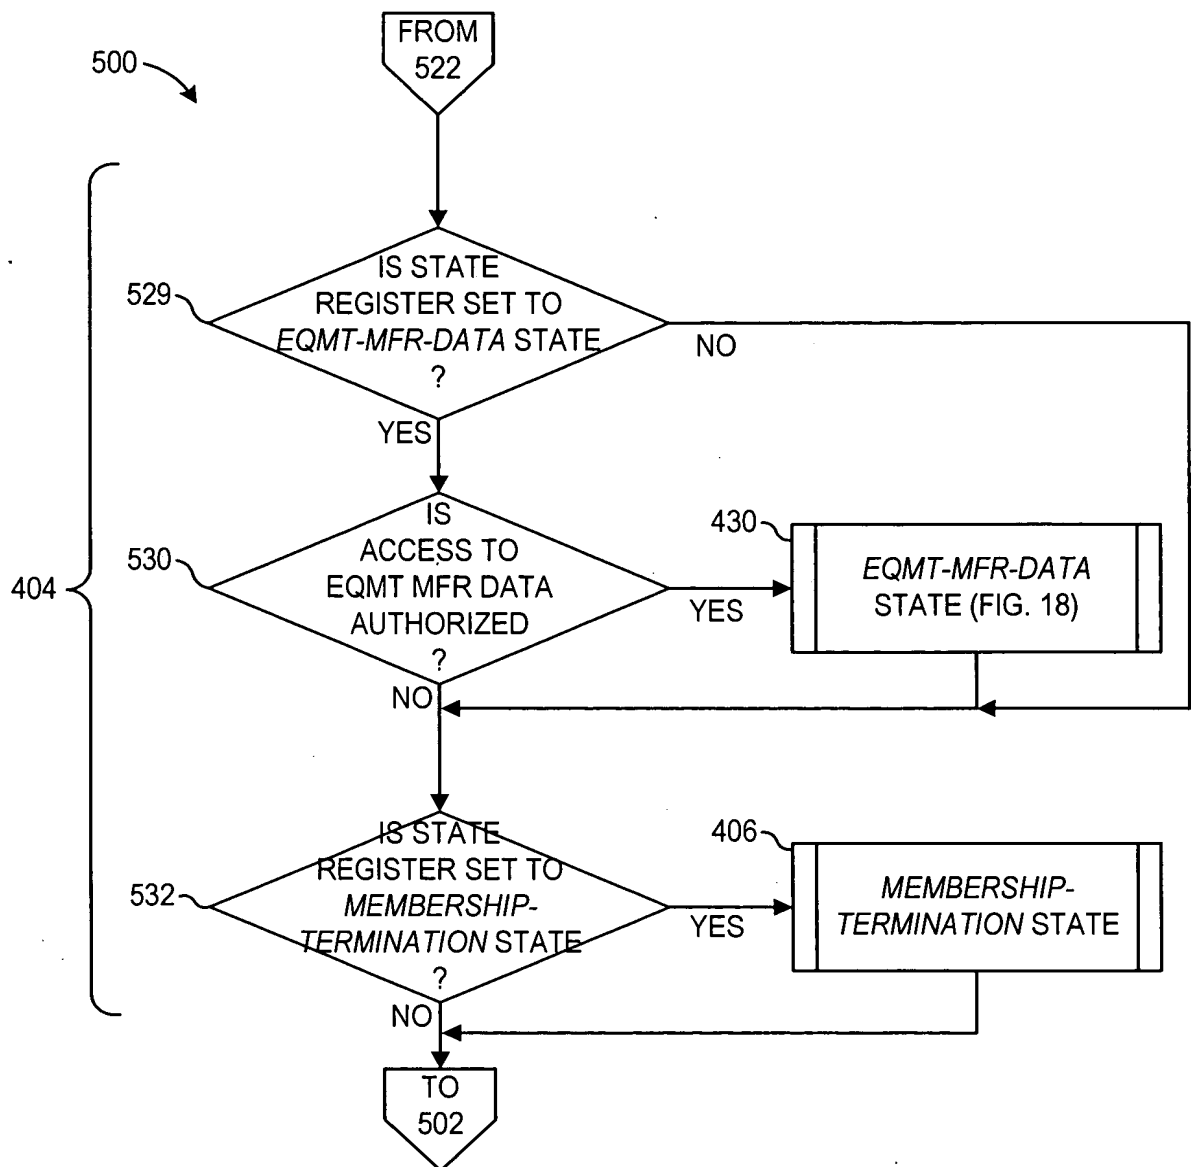 FROM
522
500
IS STATE
REGISTER SET TO
EQMT-MFR-DATA STATE
?
529
NO
YES
IS
ACCESS TO
EQMT MFR DATA
AUTHORIZED
?
530
YES
430
EQMT-MFR-DATA
STATE (FIG. 18)
404
NO
IS STATE
REGISTER SET TO
MEMBERSHIP-
TERMINATION STATE
?
532
YES
406
MEMBERSHIP-
TERMINATION STATE
NO
TO
502